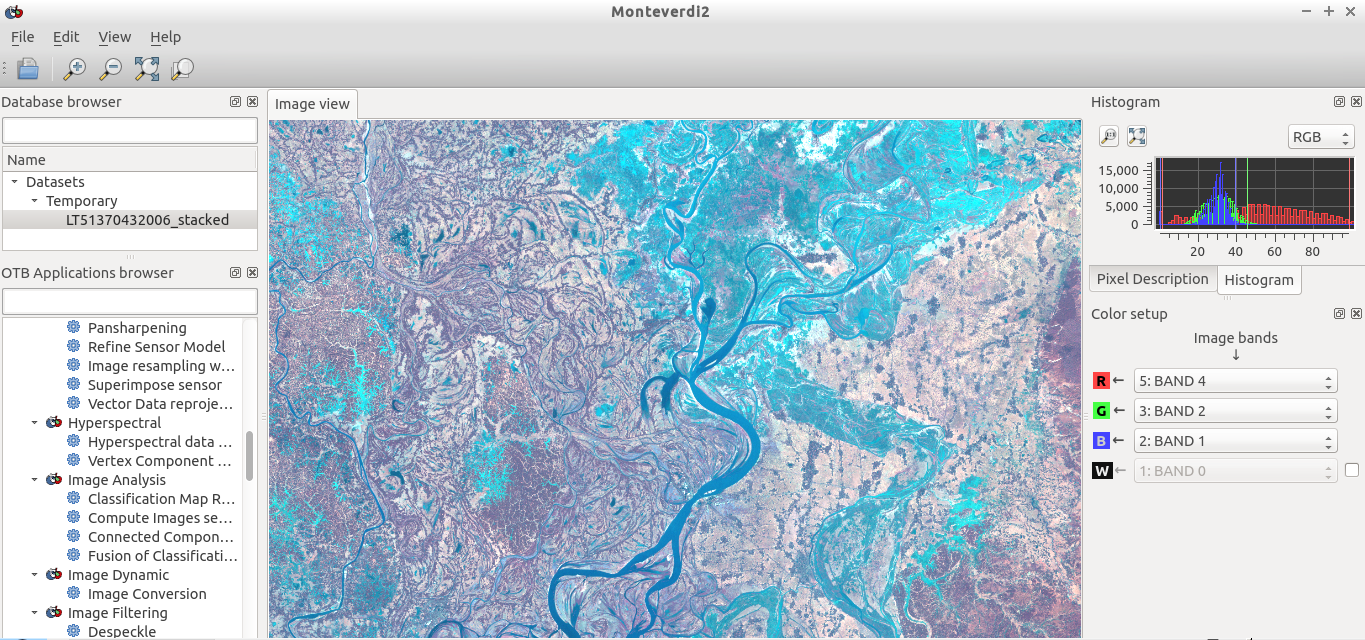 Monteverdi2
File Edit View Help
Database browser
Name
Datasets
Temporary
LT51370432006_stacked
OTB Applications browser
Pansharpening
Refine Sensor Model
Image resampling w...
Superimpose sensor
Vector Data reproje...
Hyperspectral
Hyperspectral data ...
Vertex Component ...
Image Analysis
Classification Map R...
Compute Images se...
Connected Compon...
Fusion of Classificati...
Image Dynamic
Image Conversion
Image Filtering
Despeckle
Image view
Histogram
RGB
15,000
10,000
5,000
0
20 40 60 80
Pixel Description Histogram
Color setup
Image bands
↓
R ← 5: BAND 4
G ← 3: BAND 2
B ← 2: BAND 1
W ← 1: BAND 0